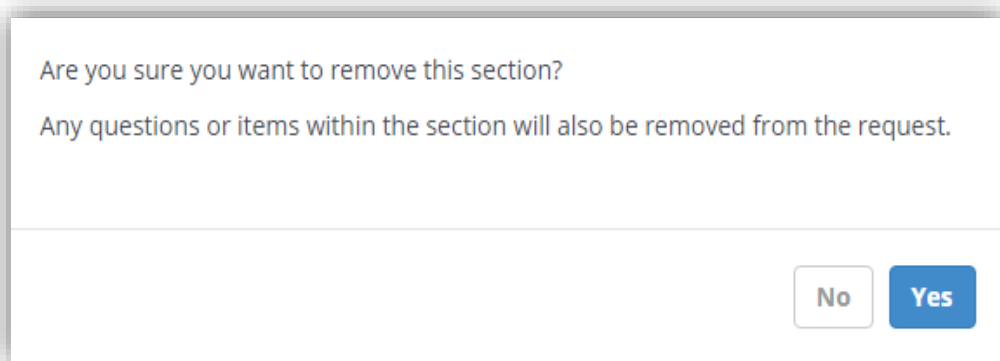 Are you sure you want to remove this section?
Any questions or items within the section will also be removed from the request.
No
Yes